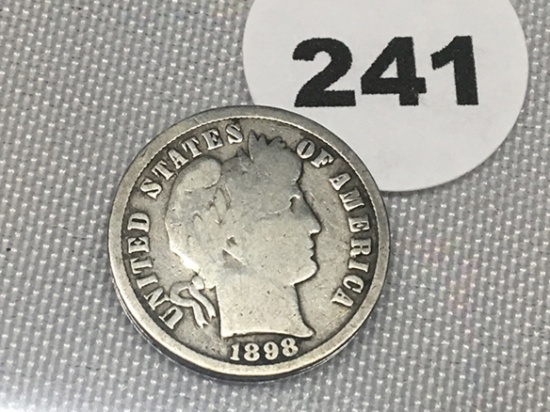 241
UNITED STATES OF AMERICA
1898